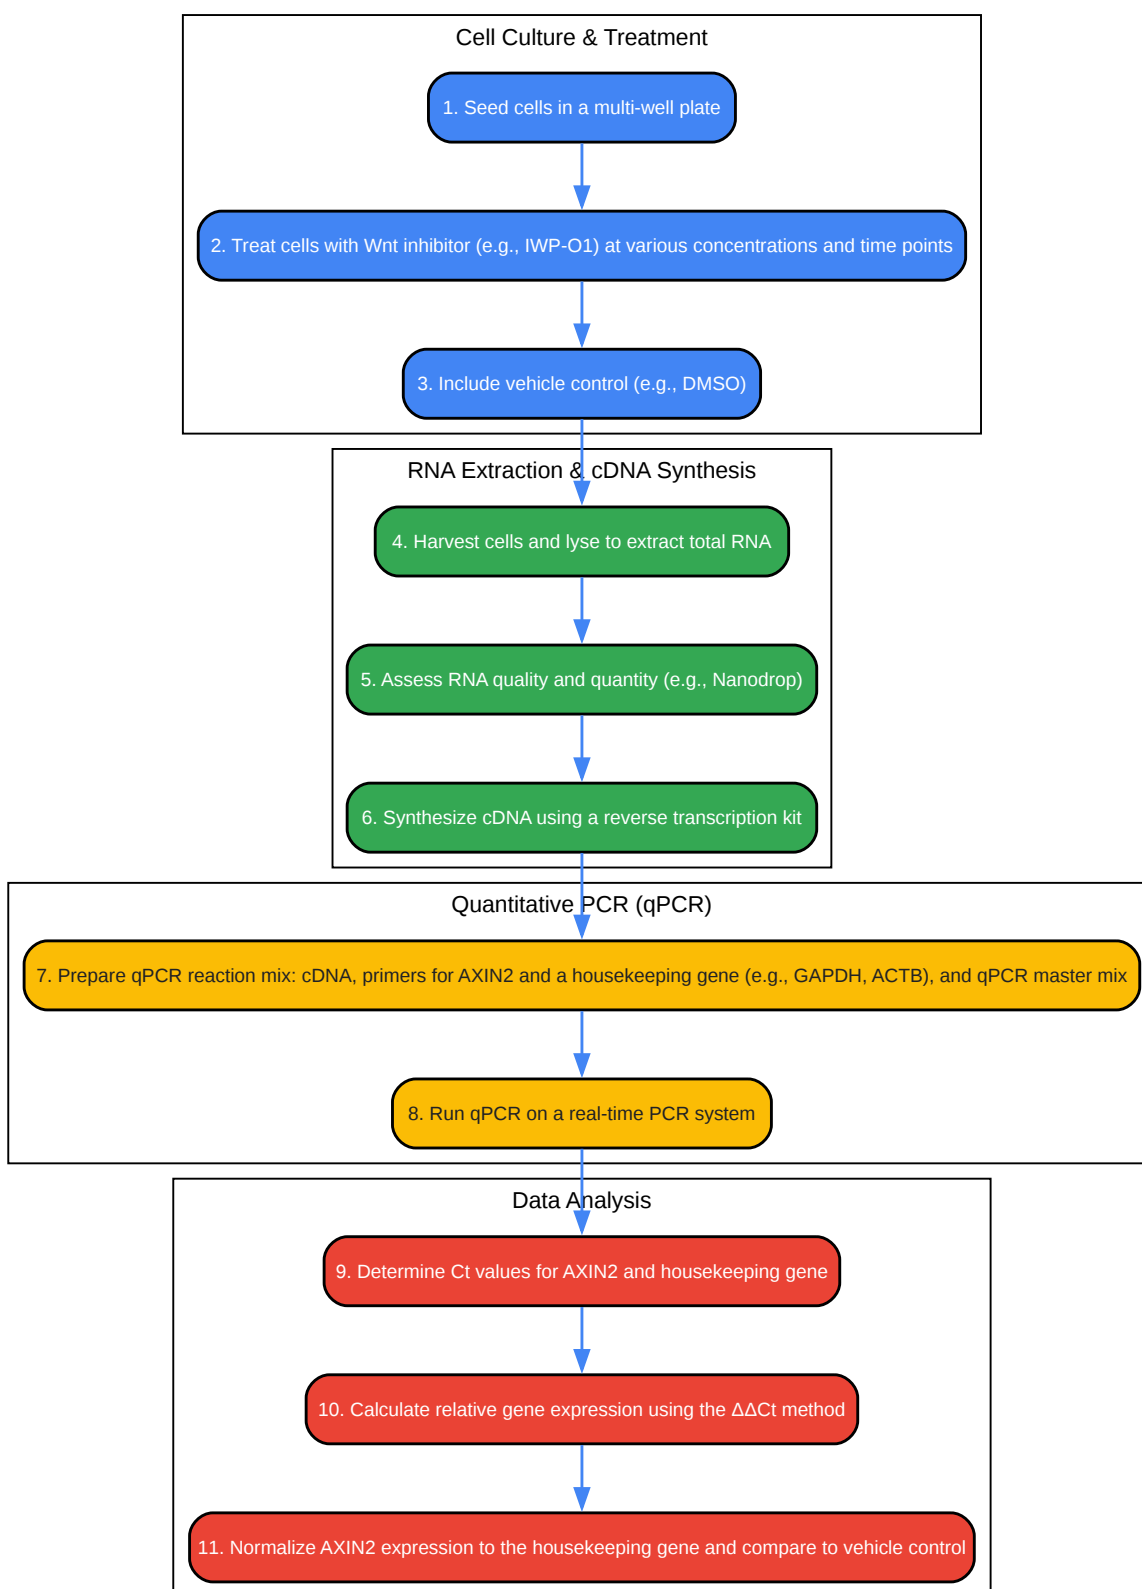 Cell Culture & Treatment
1. Seed cells in a multi-well plate
2. Treat cells with Wnt inhibitor (e.g., IWP-O1) at various concentrations and time points
3. Include vehicle control (e.g., DMSO)
RNA Extraction & cDNA Synthesis
4. Harvest cells and lyse to extract total RNA
5. Assess RNA quality and quantity (e.g., Nanodrop)
6. Synthesize cDNA using a reverse transcription kit
Quantitative PCR (qPCR)
7. Prepare qPCR reaction mix: cDNA, primers for AXIN2 and a housekeeping gene (e.g., GAPDH, ACTB), and qPCR master mix
8. Run qPCR on a real-time PCR system
Data Analysis
9. Determine Ct values for AXIN2 and housekeeping gene
10. Calculate relative gene expression using the ΔΔCt method
11. Normalize AXIN2 expression to the housekeeping gene and compare to vehicle control